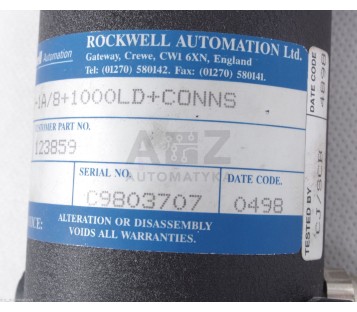 Automation
ROCKWELL AUTOMATION Ltd.
Gateway, Crewe, CW1 6XN, England
Tel: (01270) 580142. Fax: (01270) 580141.
-1A/8+1000LD+CONNS
CUSTOMER PART NO.
123859
SERIAL NO.
C9803707
DATE CODE.
0498
ALTERATION OR DISASSEMBLY
VOIDS ALL WARRANTIES.
TESTED BY
CJ SCR
DATE CODE
4898
AUTOMATYKA